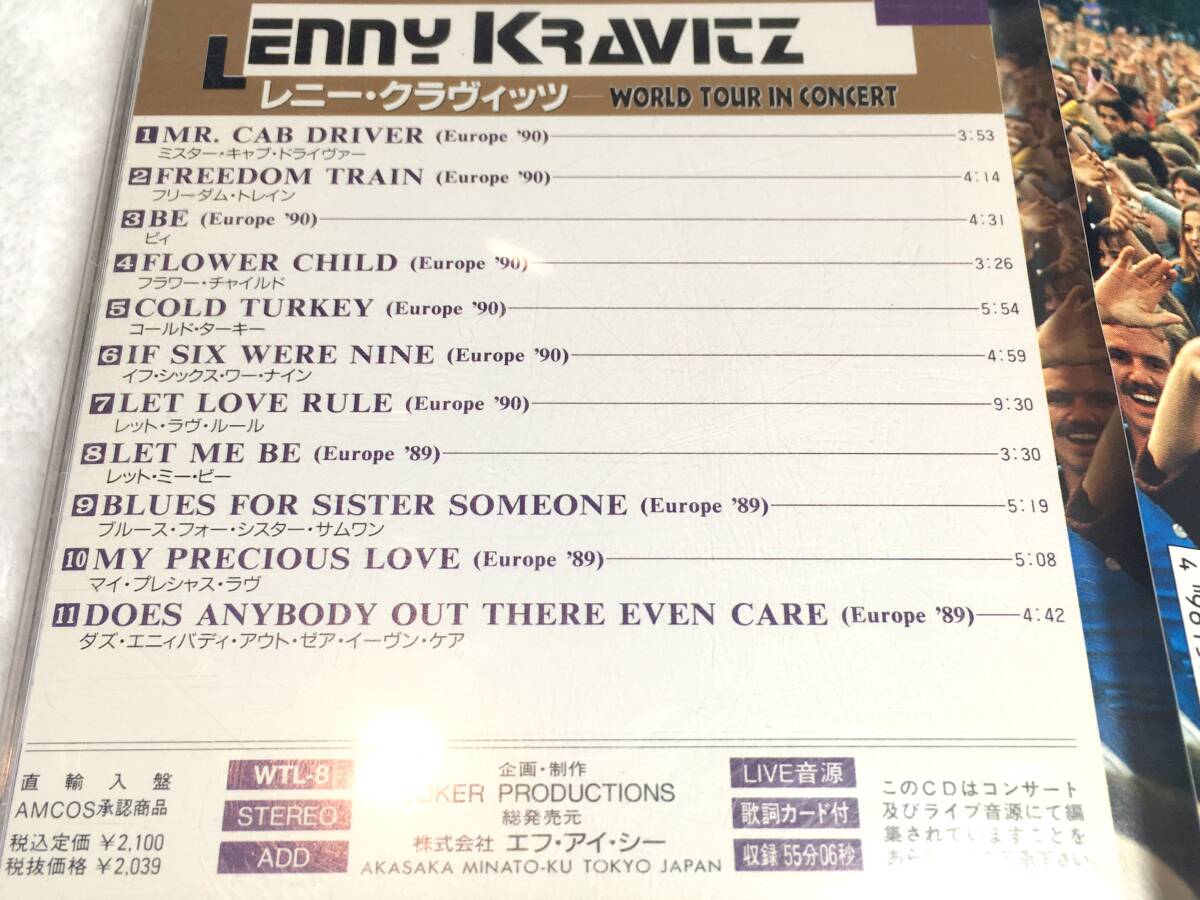 LENNY KRAVITZ
レニー・クラヴィッツ — WORLD TOUR IN CONCERT
1 MR. CAB DRIVER (Europe '90) 3:53
ミスター・キャブ・ドライヴァー
2 FREEDOM TRAIN (Europe '90) 4:14
フリーダム・トレイン
3 BE (Europe '90) 4:31
ビィ
4 FLOWER CHILD (Europe '90) 3:26
フラワー・チャイルド
5 COLD TURKEY (Europe '90) 5:54
コールド・ターキー
6 IF SIX WERE NINE (Europe '90) 4:59
イフ・シックス・ワー・ナイン
7 LET LOVE RULE (Europe '90) 9:30
レット・ラヴ・ルール
8 LET ME BE (Europe '89) 3:30
レット・ミー・ビー
9 BLUES FOR SISTER SOMEONE (Europe '89) 5:19
ブルース・フォー・シスター・サムワン
10 MY PRECIOUS LOVE (Europe '89) 5:08
マイ・プレシャス・ラヴ
11 DOES ANYBODY OUT THERE EVEN CARE (Europe '89) 4:42
ダズ・エニィバディ・アウト・ゼア・イーヴン・ケア
直輸入盤
AMCOS承認商品
税込定価 ¥2,100
税抜価格 ¥2,039
WTL-8
STEREO
ADD
企画・制作
OKER PRODUCTIONS
総発売元
株式会社 エフ・アイ・シー
AKASAKA MINATO-KU TOKYO JAPAN
LIVE音源
歌詞カード付
収録 55分06秒
このCDはコンサート
及びライブ音源にて編
集されていますことを
あら 了承下さい。